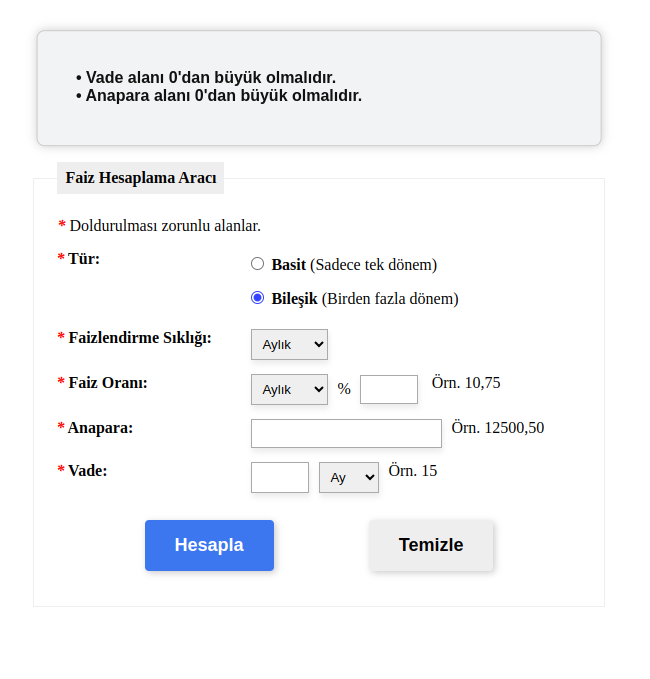 • Vade alanı 0'dan büyük olmalıdır.
• Anapara alanı 0'dan büyük olmalıdır.
Faiz Hesaplama Aracı
* Doldurulması zorunlu alanlar.
* Tür:
Basit (Sadece tek dönem)
Bileşik (Birden fazla dönem)
* Faizlendirme Sıklığı: Aylık
* Faiz Oranı: Aylık % Örn. 10,75
* Anapara: Örn. 12500,50
* Vade: Ay Örn. 15
Hesapla Temizle